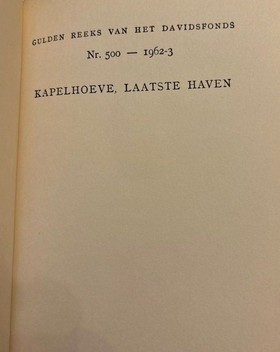 GULDEN REEKS VAN HET DAVIDSFONDS
Nr. 500 — 1962-3
KAPELHOEVE, LAATSTE HAVEN